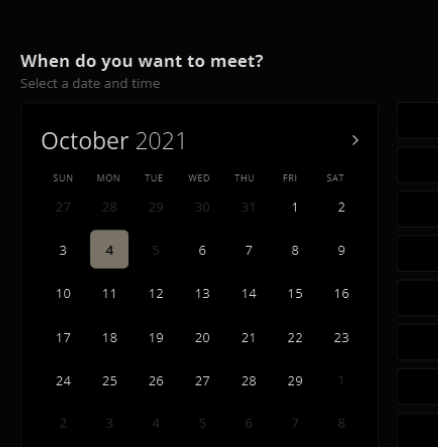 When do you want to meet?
Select a date and time
October 2021 >
SUN MON TUE WED THU FRI SAT
27 28 29 30 31 1 2
3 4 5 6 7 8 9
10 11 12 13 14 15 16
17 18 19 20 21 22 23
24 25 26 27 28 29 1
2 3 4 5 6 7 8